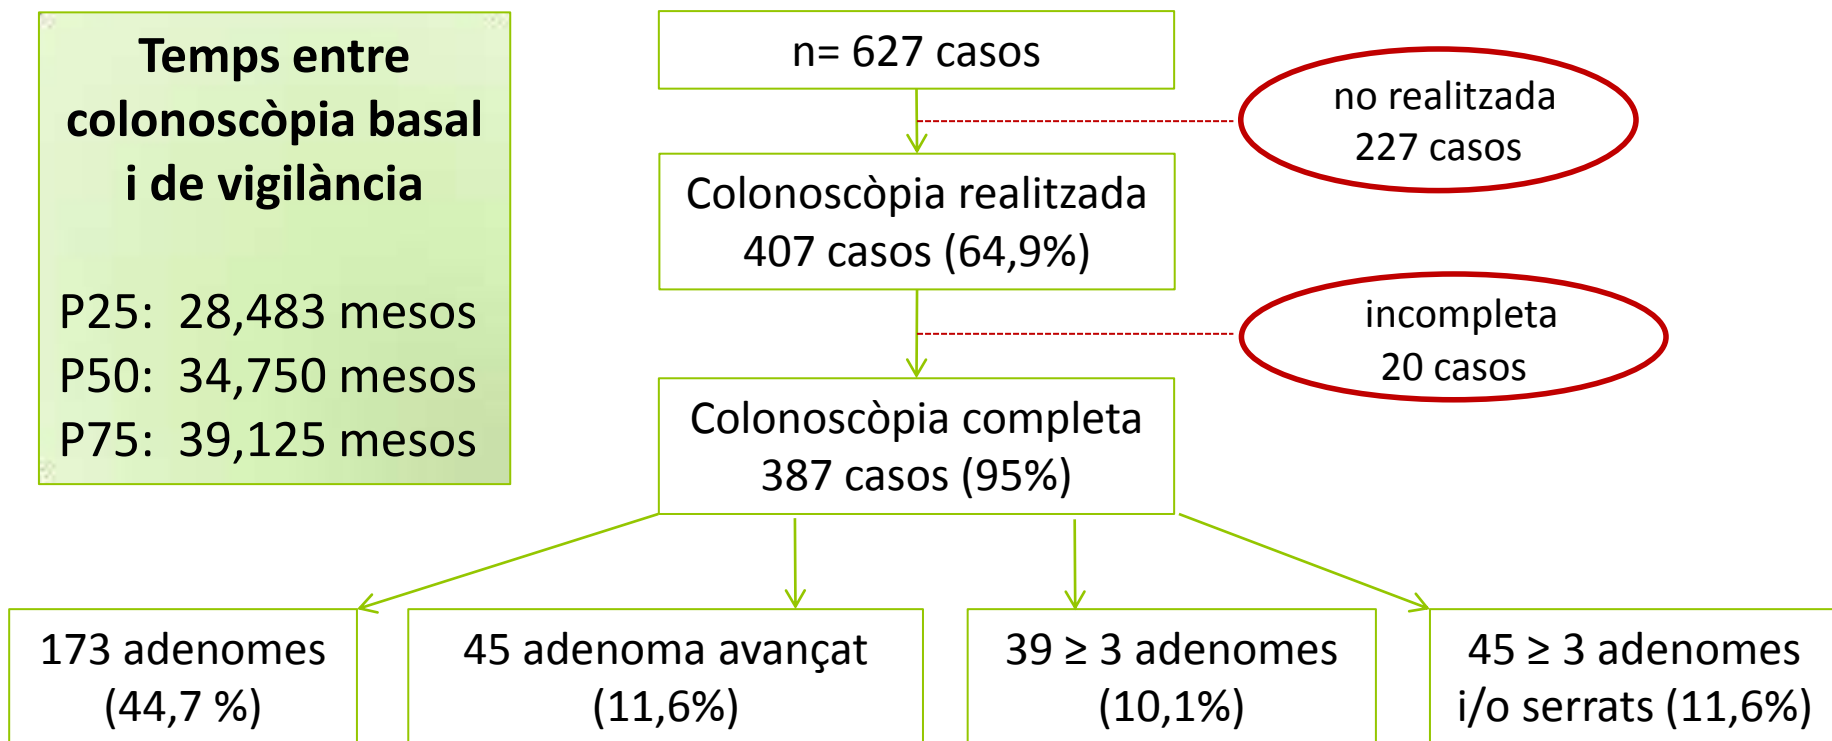 Temps entre
colonoscòpia basal
i de vigilància
P25: 28,483 mesos
P50: 34,750 mesos
P75: 39,125 mesos
n= 627 casos
no realitzada
227 casos
Colonoscòpia realitzada
407 casos (64,9%)
incompleta
20 casos
Colonoscòpia completa
387 casos (95%)
173 adenomes
(44,7 %)
45 adenoma avançat
(11,6%)
39 ≥ 3 adenomes
(10,1%)
45 ≥ 3 adenomes
i/o serrats (11,6%)